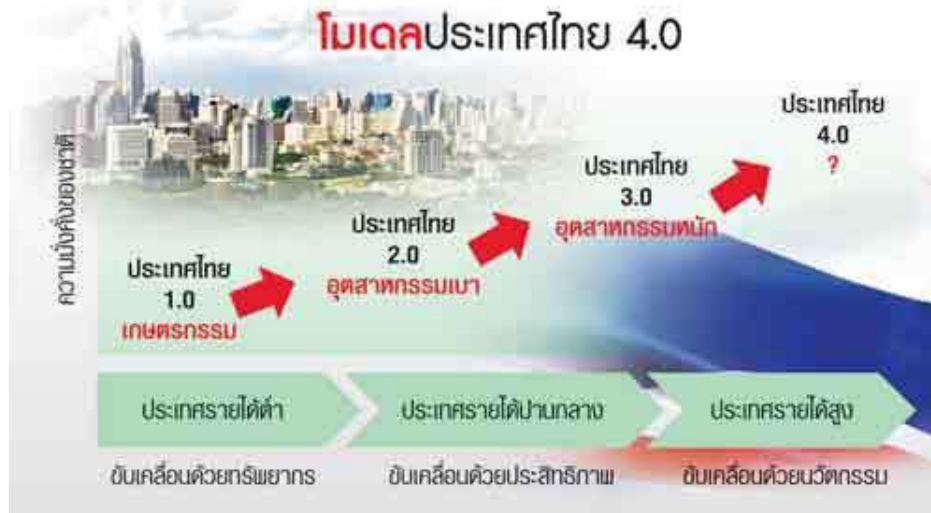 โมเดลประเทศไทย 4.0
ความมั่งคั่งของชาติ
ประเทศไทย
1.0
เกษตรกรรม
ประเทศไทย
2.0
อุตสาหกรรมเบา
ประเทศไทย
3.0
อุตสาหกรรมหนัก
ประเทศไทย
4.0
?
ประเทศรายได้ต่ำ
ประเทศรายได้ปานกลาง
ประเทศรายได้สูง
ขับเคลื่อนด้วยทรัพยากร
ขับเคลื่อนด้วยประสิทธิภาพ
ขับเคลื่อนด้วยนวัตกรรม